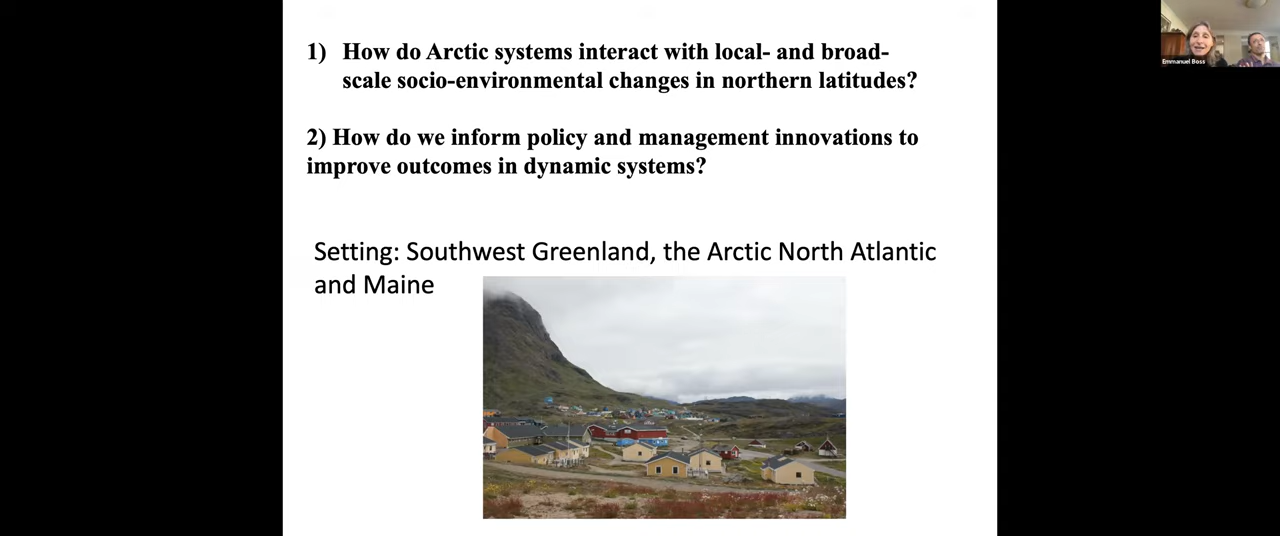 1) How do Arctic systems interact with local- and broad-
scale socio-environmental changes in northern latitudes?
2) How do we inform policy and management innovations to
improve outcomes in dynamic systems?
Setting: Southwest Greenland, the Arctic North Atlantic
and Maine
Emmanuel Boss